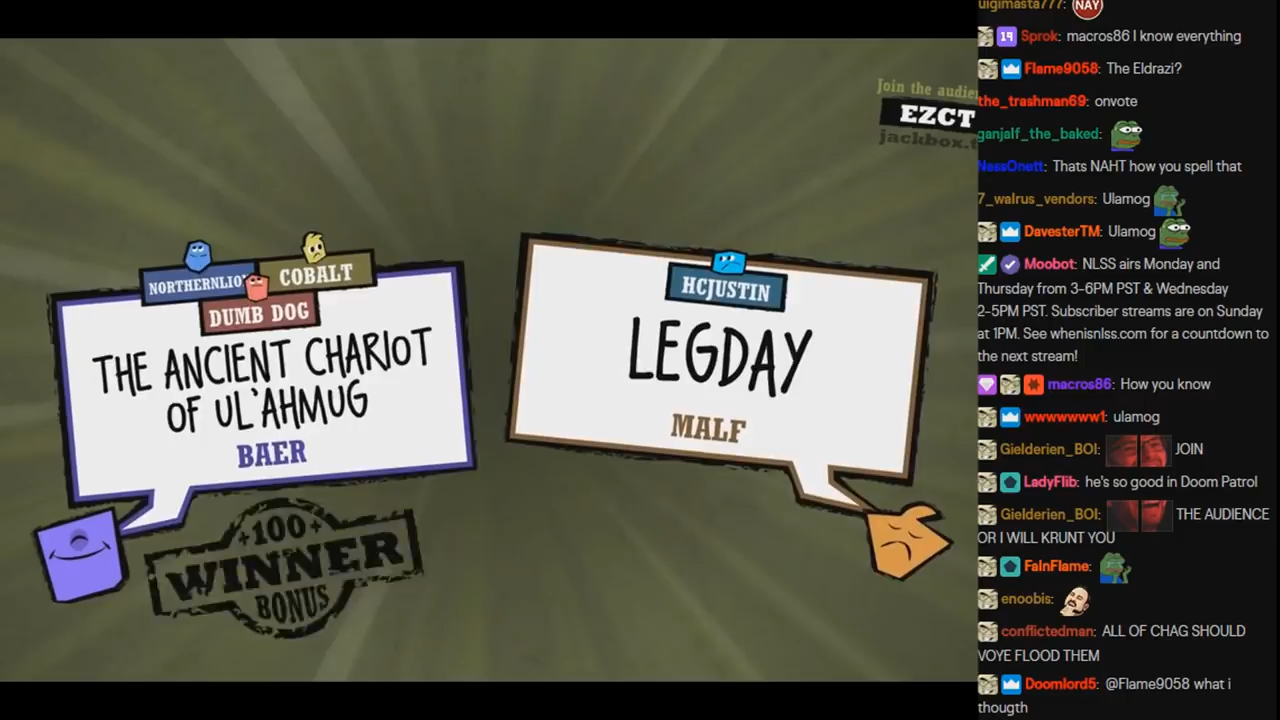 Join the audie
EZCT
jackbox.t
NORTHERNLIO
COBALT
DUMB DOG
THE ANCIENT CHARIOT
OF UL'AHMUG
BAER
+100+
WINNER
BONUS
HCJUSTIN
LEGDAY
MALF
uigimasta777: NAY
19 Sprok: macros86 I know everything
Flame9058: The Eldrazi?
the_trashman69: onvote
ganjalf_the_baked:
NassOnett: Thats NAHT how you spell that
7_walrus_vendors: Ulamog
DavesterTM: Ulamog
Moobot: NLSS airs Monday and
Thursday from 3-6PM PST & Wednesday
2-5PM PST. Subscriber streams are on Sunday
at 1PM. See whenisnlss.com for a countdown to
the next stream!
macros86: How you know
wwwwwww1: ulamog
Gielderien_BOI: JOIN
LadyFlib: he's so good in Doom Patrol
Gielderien_BOI: THE AUDIENCE
OR I WILL KRUNT YOU
FalnFlame:
enoobis:
conflictedman: ALL OF CHAG SHOULD
VOYE FLOOD THEM
Doomlord5: @Flame9058 what i
thougth